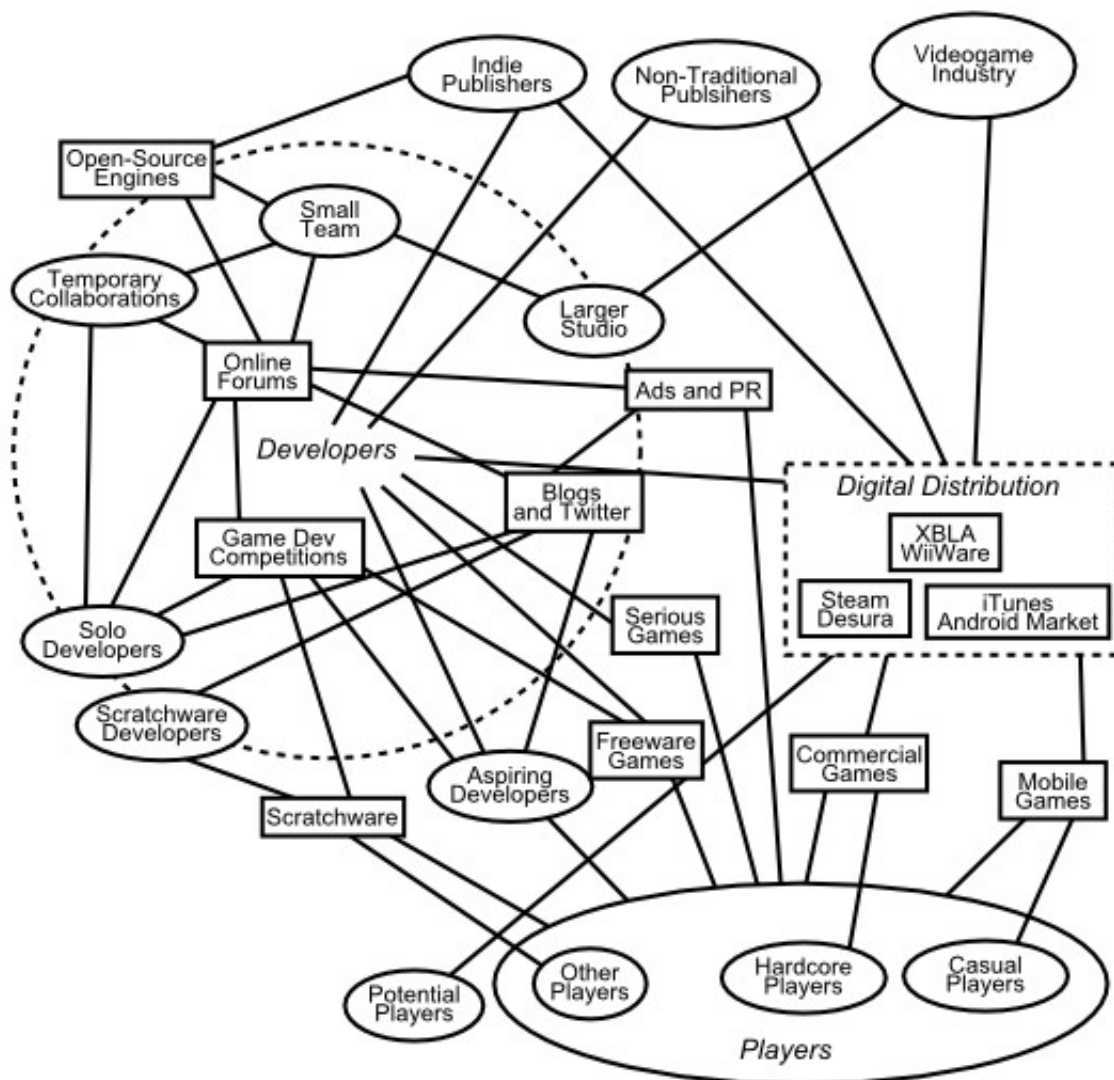 Indie
Publishers
Non-Traditional
Publsihers
Videogame
Industry
Open-Source
Engines
Small
Team
Temporary
Collaborations
Larger
Studio
Online
Forums
Ads and PR
Developers
Blogs
and Twitter
Digital Distribution
XBLA
WiiWare
Game Dev
Competitions
Steam
Desura
iTunes
Android Market
Solo
Developers
Serious
Games
Scratchware
Developers
Freeware
Games
Commercial
Games
Aspiring
Developers
Mobile
Games
Scratchware
Potential
Players
Other
Players
Hardcore
Players
Casual
Players
Players